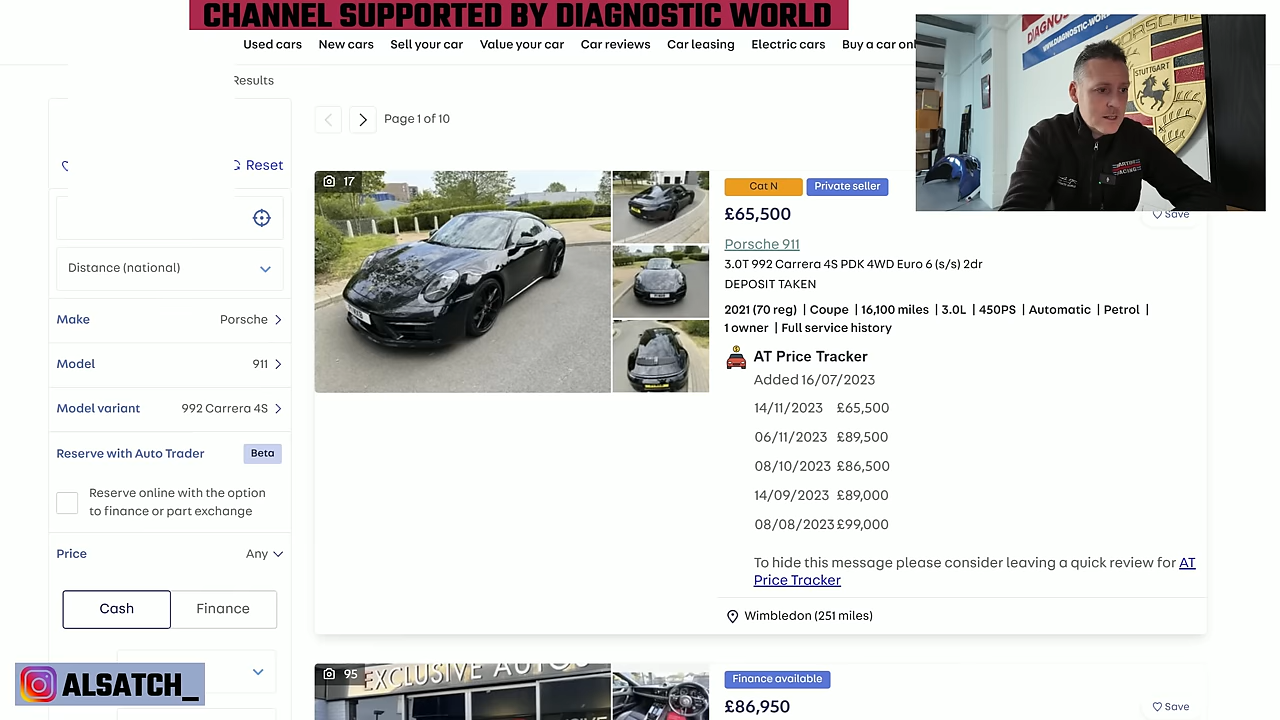 CHANNEL SUPPORTED BY DIAGNOSTIC WORLD
Used cars New cars Sell your car Value your car Car reviews Car leasing Electric cars Buy a car
Results
Page 1 of 10
Reset
Distance (national)
Make Porsche
Model 911
Model variant 992 Carrera 4S
Reserve with Auto Trader Beta
Reserve online with the option
to finance or part exchange
Price Any
Cash Finance
17
Cat N Private seller
£65,500
Save
Porsche 911
3.0T 992 Carrera 4S PDK 4WD Euro 6 (s/s) 2dr
DEPOSIT TAKEN
2021 (70 reg) | Coupe | 16,100 miles | 3.0L | 450PS | Automatic | Petrol |
1 owner | Full service history
AT Price Tracker
Added 16/07/2023
14/11/2023 £65,500
06/11/2023 £89,500
08/10/2023 £86,500
14/09/2023 £89,000
08/08/2023 £99,000
To hide this message please consider leaving a quick review for AT
Price Tracker
Wimbledon (251 miles)
95
EXCLUSIVE
Finance available
£86,950
Save
ALSATCH_
PORSCHE
STUTTGART
RACING